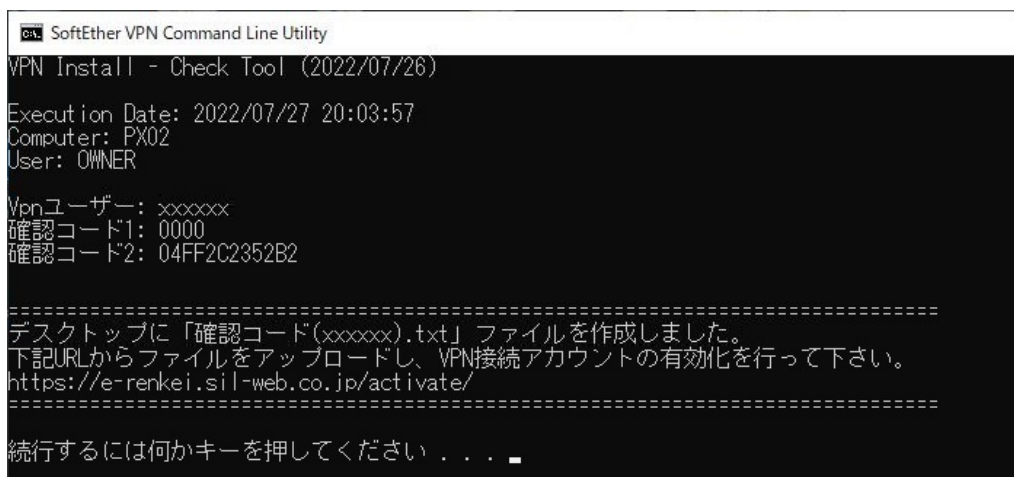 SoftEther VPN Command Line Utility
VPN Install - Check Tool (2022/07/26)
Execution Date: 2022/07/27 20:03:57
Computer: PX02
User: OWNER
Vpnユーザー: xxxxxx
確認コード1: 0000
確認コード2: 04FF2C2352B2
================================================================================
デスクトップに「確認コード(xxxxxx).txt」ファイルを作成しました。
下記URLからファイルをアップロードし、VPN接続アカウントの有効化を行って下さい。
https://e-renkei.sil-web.co.jp/activate/
================================================================================
続行するには何かキーを押してください . . .